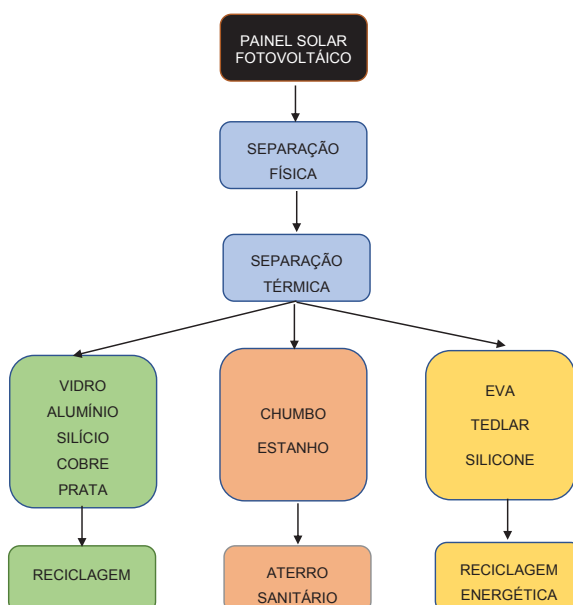 PAINEL SOLAR
FOTOVOLTÁICO
SEPARAÇÃO
FÍSICA
SEPARAÇÃO
TÉRMICA
VIDRO
ALUMÍNIO
SILÍCIO
COBRE
PRATA
CHUMBO
ESTANHO
EVA
TEDLAR
SILICONE
RECICLAGEM
ATERRO
SANITÁRIO
RECICLAGEM
ENERGÉTICA